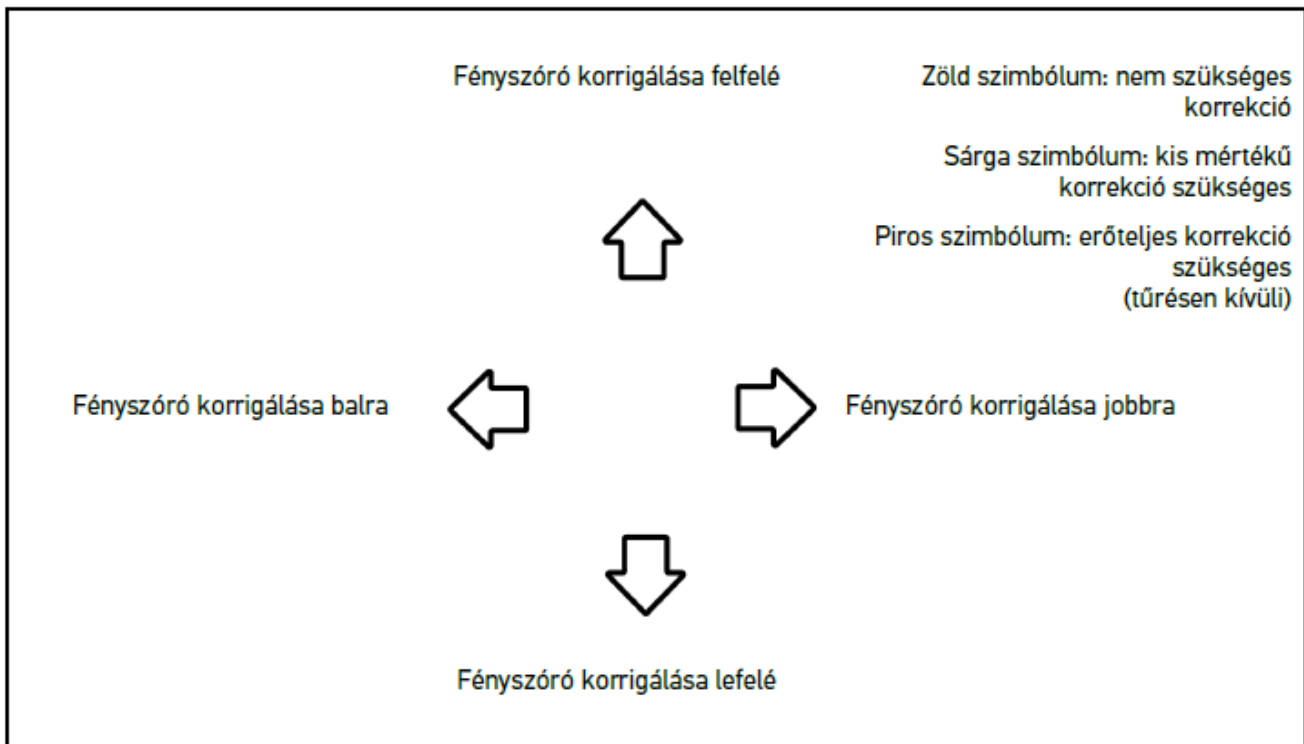 Fényszóró korrigálása felfelé
Zöld szimbólum: nem szükséges
korrekció
Sárga szimbólum: kis mértékű
korrekció szükséges
Piros szimbólum: erőteljes korrekció
szükséges
(tűrésen kívüli)
Fényszóró korrigálása balra
Fényszóró korrigálása jobbra
Fényszóró korrigálása lefelé